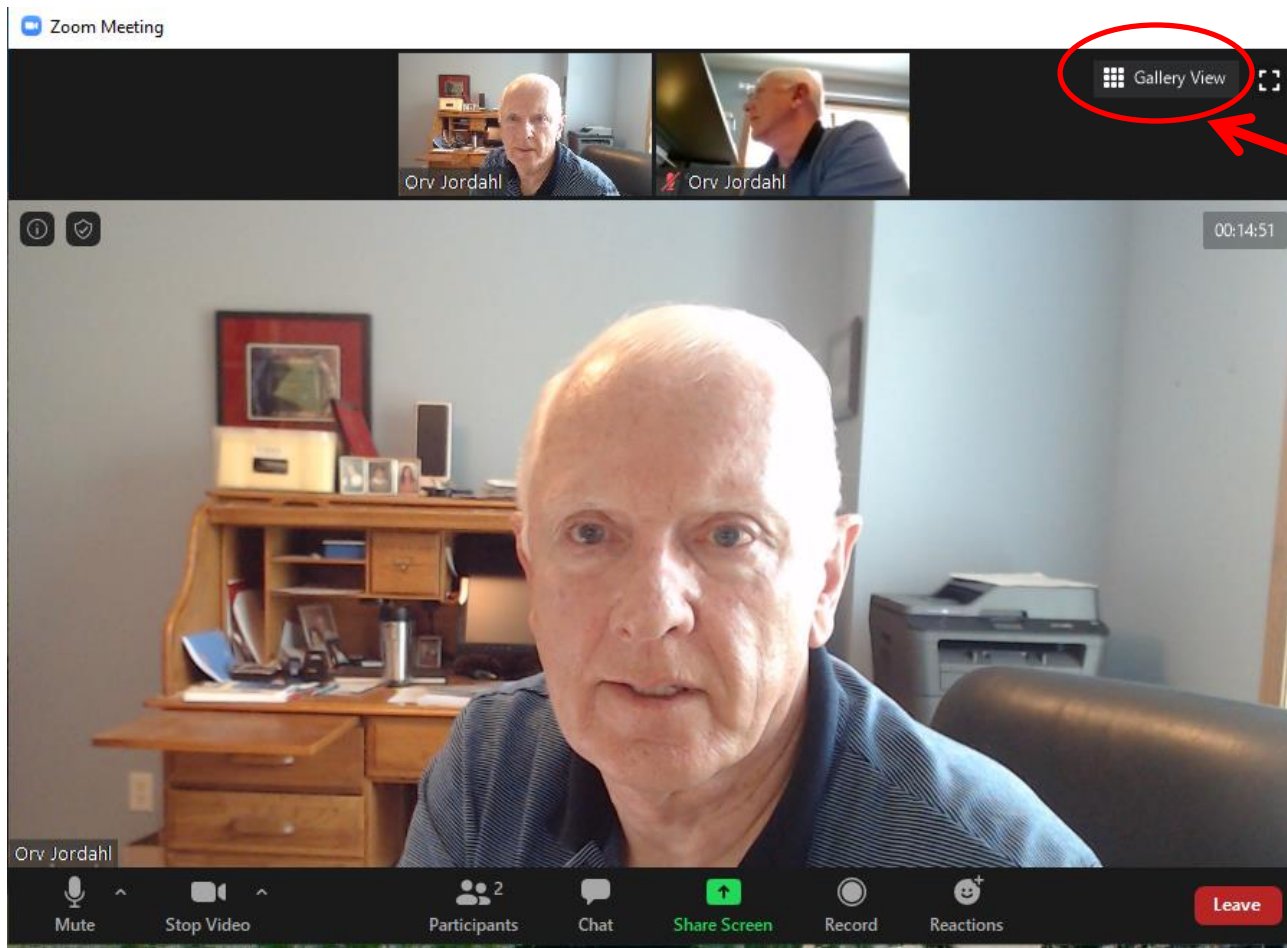 Zoom Meeting
Gallery View
Orv Jordahl
Orv Jordahl
00:14:51
Orv Jordahl
2
Mute
Stop Video
Participants
Chat
Share Screen
Record
Reactions
Leave